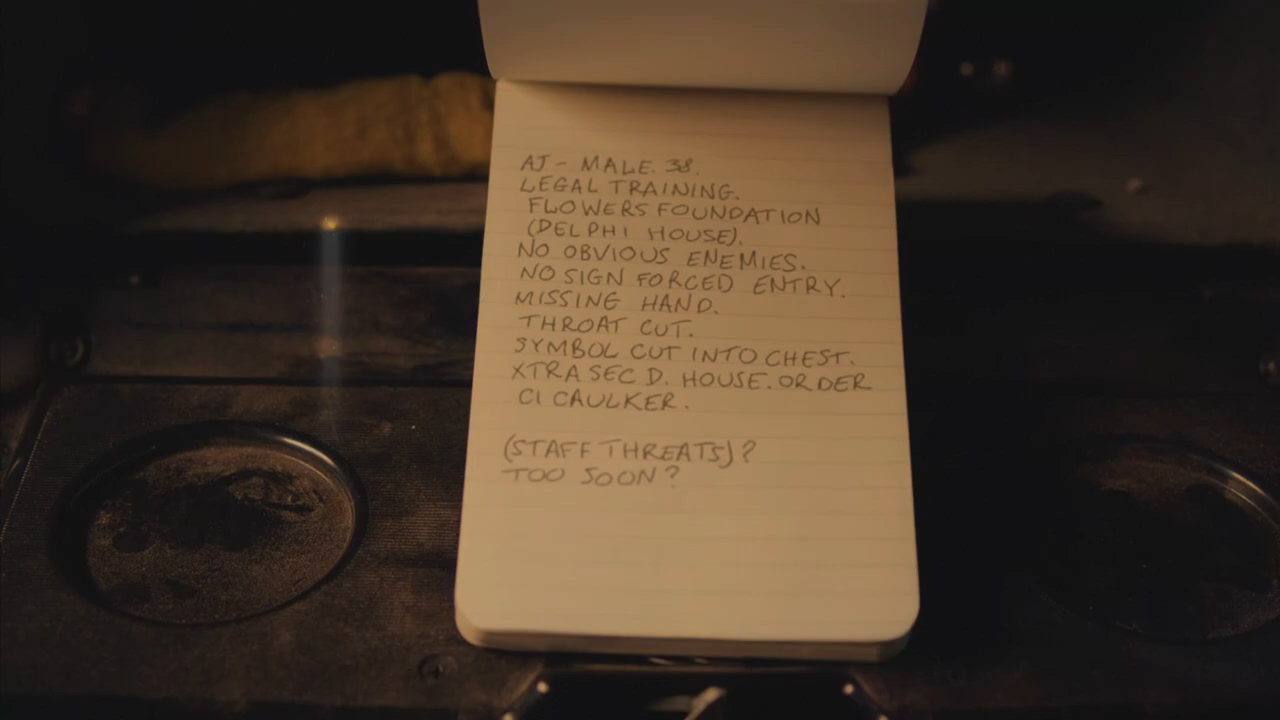 AJ - MALE. 38.
LEGAL TRAINING.
FLOWERS FOUNDATION
(DELPHI HOUSE).
NO OBVIOUS ENEMIES.
NO SIGN FORCED ENTRY.
MISSING HAND.
THROAT CUT.
SYMBOL CUT INTO CHEST.
XTRA SEC D. HOUSE. ORDER
CI CAULKER.
(STAFF THREATS)?
TOO SOON?